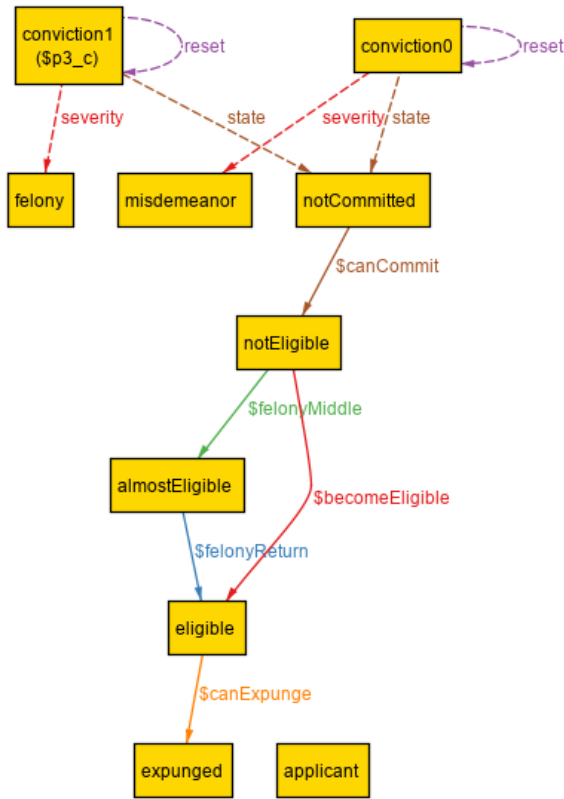 conviction1
($p3_c)
reset
conviction0
reset
severity
state
severity
state
felony
misdemeanor
notCommitted
$canCommit
notEligible
$felonyMiddle
almostEligible
$becomeEligible
$felonyReturn
eligible
$canExpunge
expunged
applicant